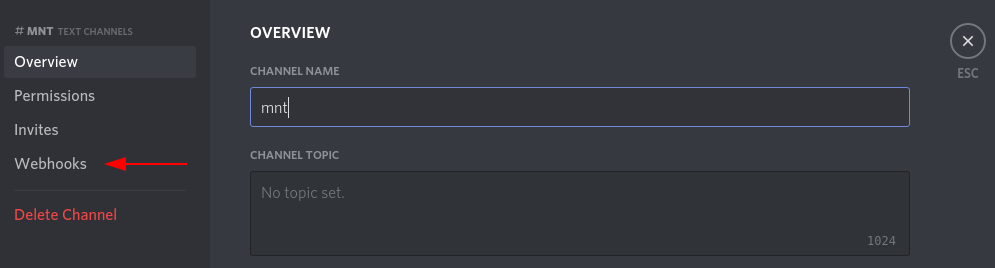 # MNT TEXT CHANNELS
Overview
Permissions
Invites
Webhooks
Delete Channel
OVERVIEW
CHANNEL NAME
mnt
CHANNEL TOPIC
No topic set.
1024
ESC